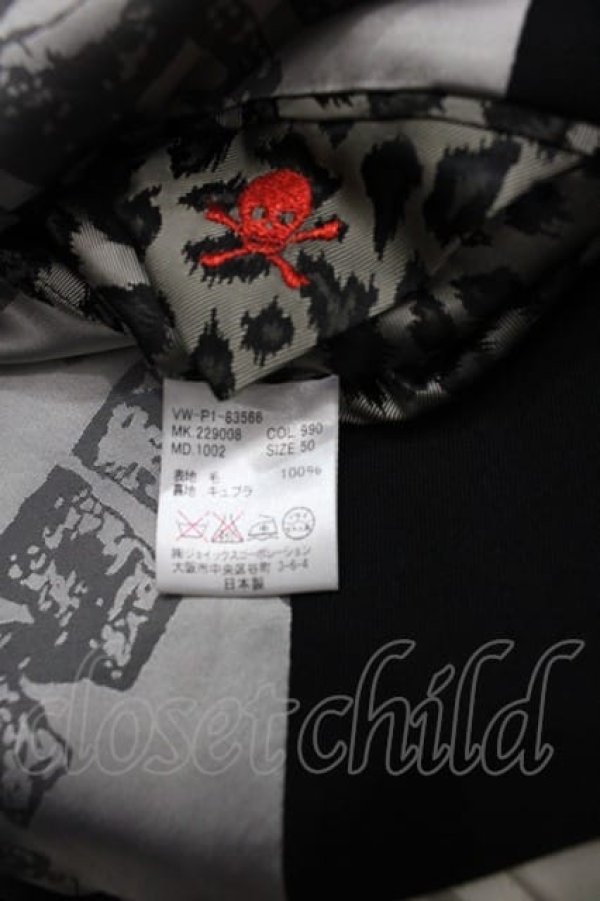 VW-P1-83566
MK.229008 COL 990
MD.1002 SIZE 50
表地 毛 100%
裏地 キュプラ
㈱ジョイックスコーポレーション
大阪市中央区谷町 3-6-4
日本製
closetchild